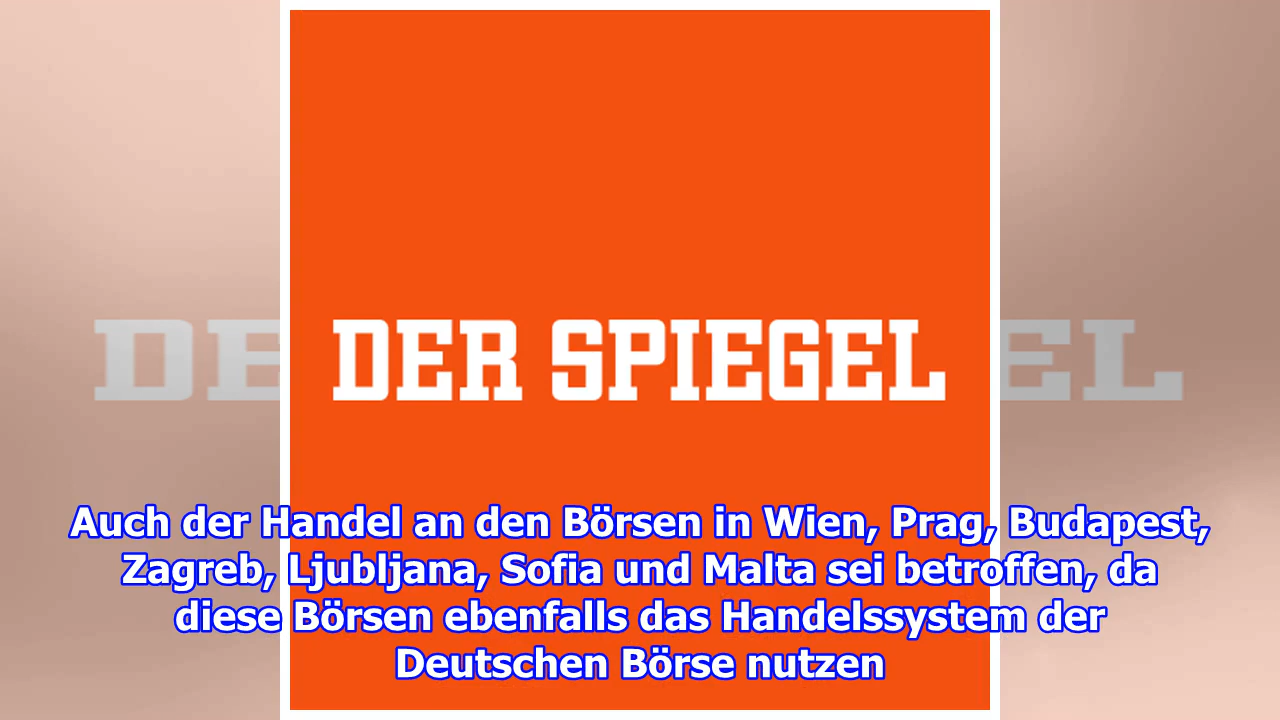 DER SPIEGEL
Auch der Handel an den Börsen in Wien, Prag, Budapest,
Zagreb, Ljubljana, Sofia und Malta sei betroffen, da
diese Börsen ebenfalls das Handelssystem der
Deutschen Börse nutzen